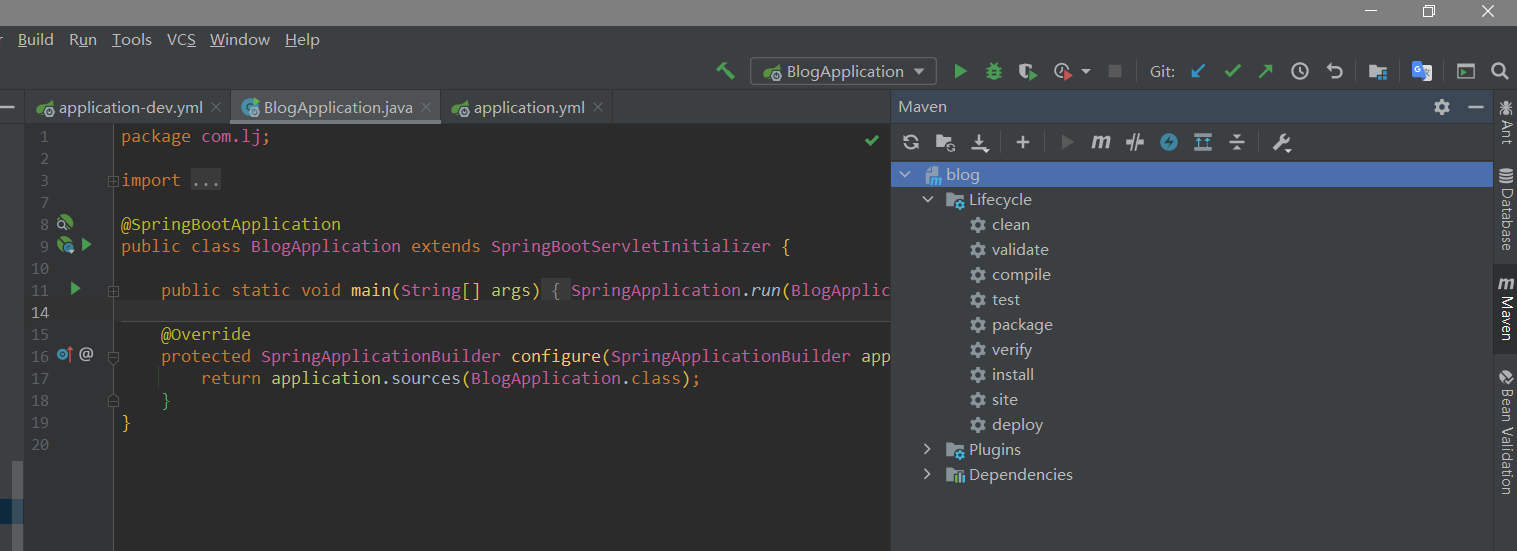 Build Run Tools VCS Window Help
BlogApplication Git:
application-dev.yml BlogApplication.java application.yml
1 package com.lj;
2
3 import ...
7
8 @SpringBootApplication
9 public class BlogApplication extends SpringBootServletInitializer {
10
11 public static void main(String[] args) { SpringApplication.run(BlogApplic
14
15 @Override
16 @ protected SpringApplicationBuilder configure(SpringApplicationBuilder app
17 return application.sources(BlogApplication.class);
18 }
19 }
20
Maven
m
blog
Lifecycle
clean
validate
compile
test
package
verify
install
site
deploy
Plugins
Dependencies
Ant
Database
m Maven
Bean Validation